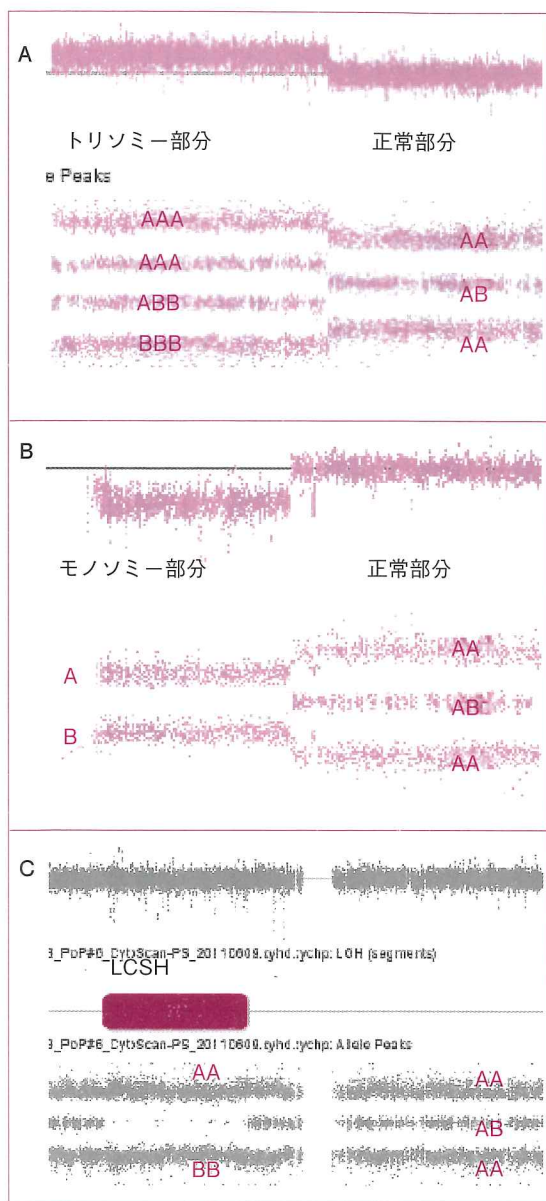 A
トリソミー部分 正常部分
e Peaks
AAA
AA
AAA
AB
ABB
BBB
AA
B
モノソミー部分 正常部分
AA
A
AB
B
AA
C
3_PoP#6_CytoScan-PS_20110609.cyhd.cychp: LOH (segments)
LCSH
3_PoP#6_CytoScan-PS_20110609.cyhd.cychp: Allele Peaks
AA
AA
AB
BB
AA